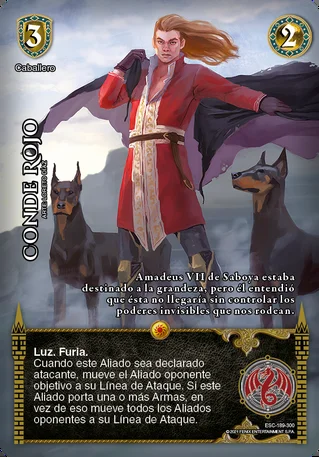 3
2
Caballero
CONDE ROJO
Amadeus VII de Saboya estaba
destinado a la grandeza, pero él entendió
que ésta no llegaría sin controlar los
poderes invisibles que nos rodean.
Luz. Furia.
Cuando este Aliado sea declarado
atacante, mueve el Aliado oponente
objetivo a su Línea de Ataque. Si este
Aliado porta una o más Armas, en
vez de eso mueve todos los Aliados
oponentes a su Línea de Ataque.
ESC-189-300
© 2021 FENIX ENTERTAINMENT S.P.A.